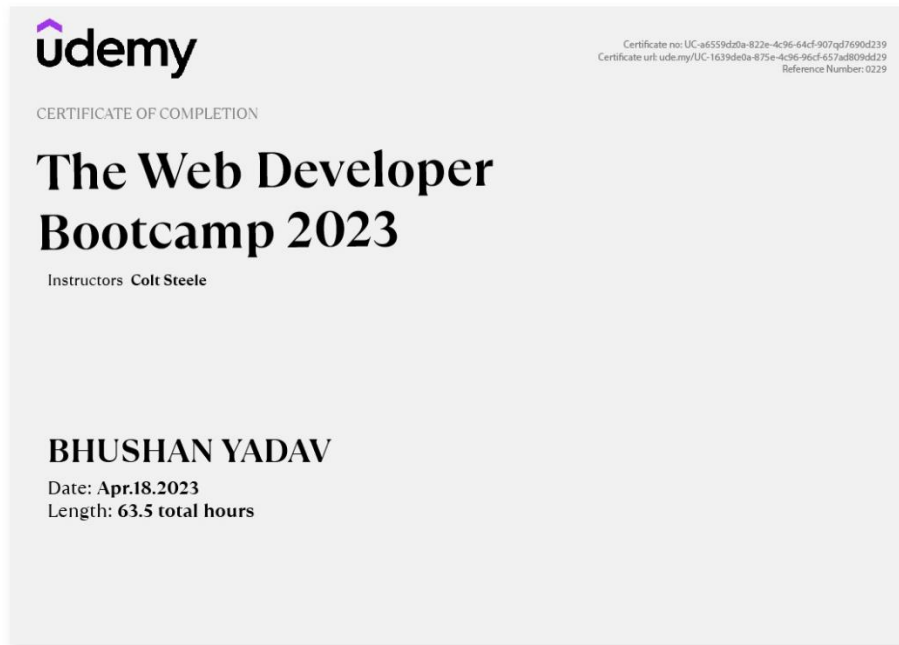 udemy
Certificate no: UC-a6559dz0a-822e-4c96-64cf-907qd7690d239
Certificate url: ude.my/UC-1639de0a-875e-4c96-96cf-657ad809dd29
Reference Number: 0229
CERTIFICATE OF COMPLETION
The Web Developer
Bootcamp 2023
Instructors Colt Steele
BHUSHAN YADAV
Date: Apr.18.2023
Length: 63.5 total hours